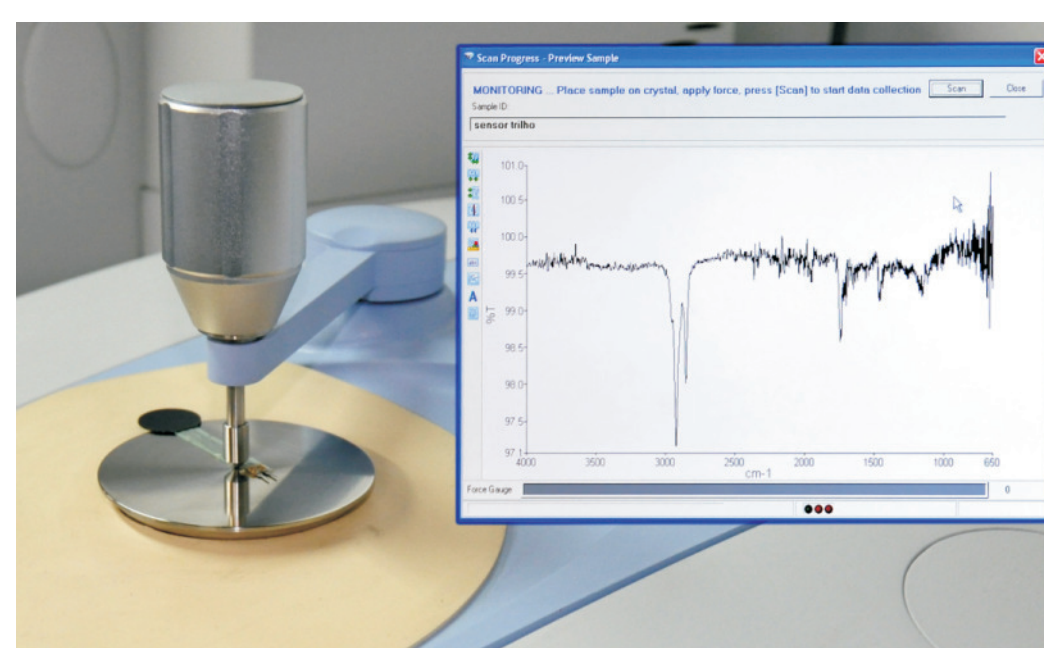 Scan Progress - Preview Sample
MONITORING ... Place sample on crystal, apply force, press [Scan] to start data collection
Scan
Close
Sample ID:
sensor trilho
101.0
100.5
100.0
99.5
99.0
98.5
98.0
97.5
97.1
%T
A
4000 3500 3000 2500 2000 1500 1000 650
cm-1
Force Gauge
0